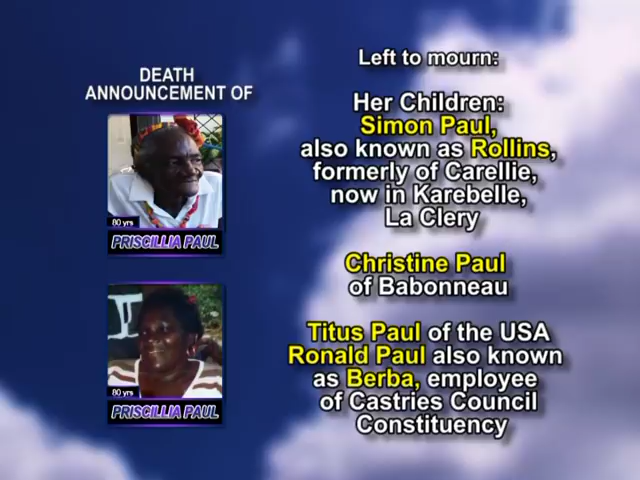 DEATH
ANNOUNCEMENT OF
80 yrs
PRISCILLIA PAUL
80 yrs
PRISCILLIA PAUL
Left to mourn:
Her Children:
Simon Paul,
also known as Rollins,
formerly of Carellie,
now in Karebelle,
La Clery
Christine Paul
of Babonneau
Titus Paul of the USA
Ronald Paul also known
as Berba, employee
of Castries Council
Constituency